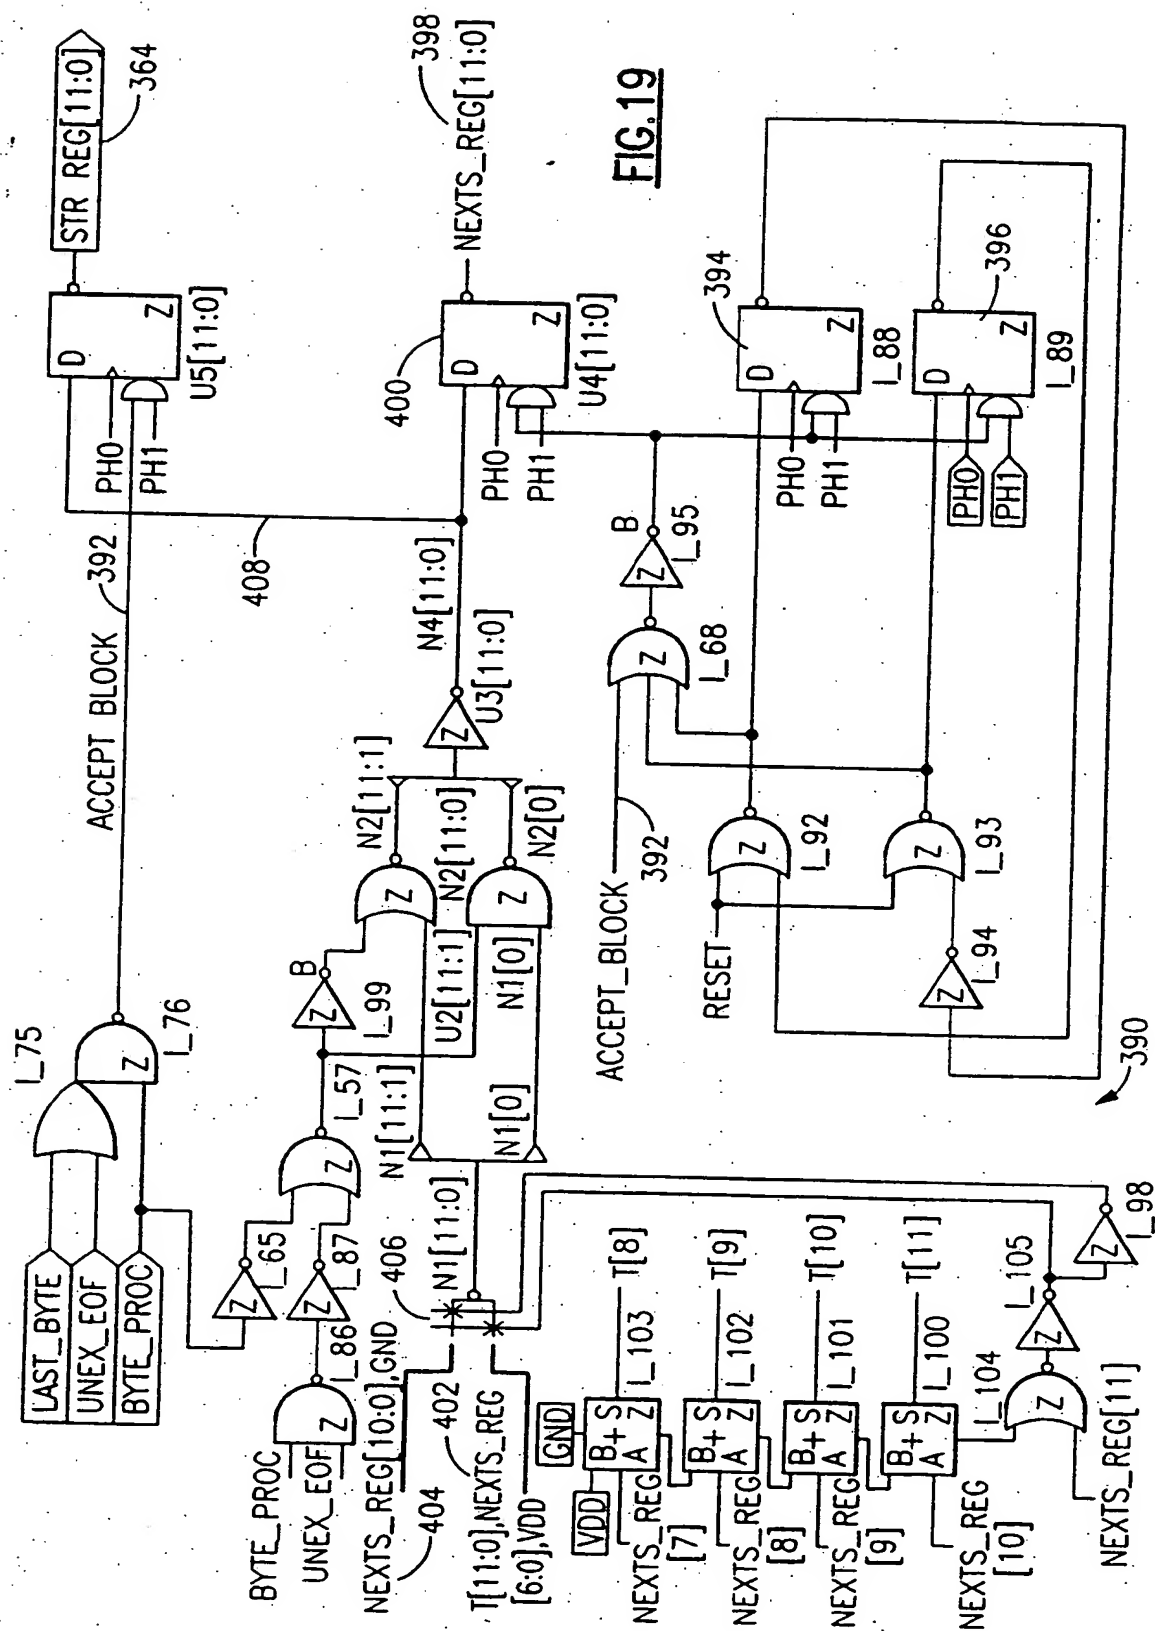 LAST_BYTE
UNEX_EOF
BYTE_PROC
I_75
Z
I_76
ACCEPT BLOCK
392
D
PH0
PH1
Z
U5[11:0]
STR REG[11:0]
364
Z
I_65
Z
I_87
BYTE_PROC
UNEX_EOF
Z
I_86
Z
I_57
Z
B
I_99
N1[11:1]
Z
N2[11:1]
U2[11:1]
N2[11:0]
N1[0]
N1[0]
Z
N2[0]
Z
U3[11:0]
N4[11:0]
408
400
D
PH0
PH1
Z
U4[11:0]
NEXTS_REG[11:0]
398
NEXTS_REG[10:0],GND
404
406
N1[11:0]
402
T[11:0],NEXTS_REG
[6:0],VDD
VDD
GND
NEXTS_REG
[7]
B + S
A Z
I_103
T[8]
NEXTS_REG
[8]
B + S
A Z
I_102
T[9]
NEXTS_REG
[9]
B + S
A Z
I_101
T[10]
NEXTS_REG
[10]
B + S
A Z
I_100
T[11]
NEXTS_REG[11]
Z
I_104
Z
I_105
Z
I_98
390
ACCEPT_BLOCK
392
RESET
Z
I_94
Z
I_92
Z
I_93
Z
I_68
Z
B
I_95
D
PH0
PH1
Z
I_88
394
D
PH0
PH1
Z
I_89
396
FIG.19